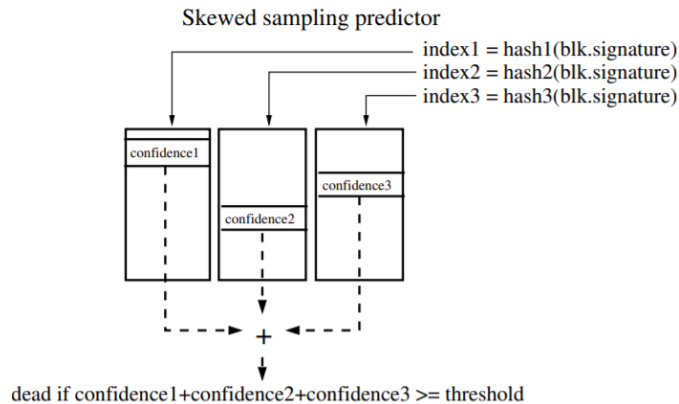 Skewed sampling predictor
index1 = hash1(blk.signature)
index2 = hash2(blk.signature)
index3 = hash3(blk.signature)
confidence1
confidence3
confidence2
+
dead if confidence1+confidence2+confidence3 >= threshold